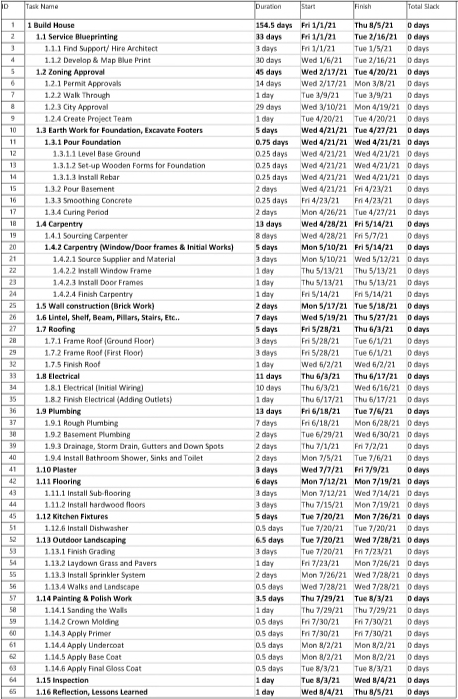 ID Task Name Duration Start Finish Total Slack
1 1 Build House 154.5 days Fri 1/1/21 Thu 8/5/21 0 days
2 1.1 Service Blueprinting 33 days Fri 1/1/21 Tue 2/16/21 0 days
3 1.1.1 Find Support/ Hire Architect 3 days Fri 1/1/21 Tue 1/5/21 0 days
4 1.1.2 Develop & Map Blue Print 30 days Wed 1/6/21 Tue 2/16/21 0 days
5 1.2 Zoning Approval 45 days Wed 2/17/21 Tue 4/20/21 0 days
6 1.2.1 Permit Approvals 14 days Wed 2/17/21 Mon 3/8/21 0 days
7 1.2.2 Walk Through 1 day Tue 3/9/21 Tue 3/9/21 0 days
8 1.2.3 City Approval 29 days Wed 3/10/21 Mon 4/19/21 0 days
9 1.2.4 Create Project Team 1 day Tue 4/20/21 Tue 4/20/21 0 days
10 1.3 Earth Work for Foundation, Excavate Footers 5 days Wed 4/21/21 Tue 4/27/21 0 days
11 1.3.1 Pour Foundation 0.75 days Wed 4/21/21 Wed 4/21/21 0 days
12 1.3.1.1 Level Base Ground 0.25 days Wed 4/21/21 Wed 4/21/21 0 days
13 1.3.1.2 Set-up Wooden Forms for Foundation 0.25 days Wed 4/21/21 Wed 4/21/21 0 days
14 1.3.1.3 Install Rebar 0.25 days Wed 4/21/21 Wed 4/21/21 0 days
15 1.3.2 Pour Basement 2 days Wed 4/21/21 Fri 4/23/21 0 days
16 1.3.3 Smoothing Concrete 0.25 days Fri 4/23/21 Fri 4/23/21 0 days
17 1.3.4 Curing Period 2 days Mon 4/26/21 Tue 4/27/21 0 days
18 1.4 Carpentry 13 days Wed 4/28/21 Fri 5/14/21 0 days
19 1.4.1 Sourcing Carpenter 8 days Wed 4/28/21 Fri 5/7/21 0 days
20 1.4.2 Carpentry (Window/Door frames & Initial Works) 5 days Mon 5/10/21 Fri 5/14/21 0 days
21 1.4.2.1 Source Supplier and Material 3 days Mon 5/10/21 Wed 5/12/21 0 days
22 1.4.2.2 Install Window Frame 1 day Thu 5/13/21 Thu 5/13/21 0 days
23 1.4.2.3 Install Door Frames 1 day Thu 5/13/21 Thu 5/13/21 0 days
24 1.4.2.4 Finish Carpentry 1 day Fri 5/14/21 Fri 5/14/21 0 days
25 1.5 Wall construction (Brick Work) 2 days Mon 5/17/21 Tue 5/18/21 0 days
26 1.6 Lintel, Shelf, Beam, Pillars, Stairs, Etc.. 7 days Wed 5/19/21 Thu 5/27/21 0 days
27 1.7 Roofing 5 days Fri 5/28/21 Thu 6/3/21 0 days
28 1.7.1 Frame Roof (Ground Floor) 3 days Fri 5/28/21 Tue 6/1/21 0 days
29 1.7.2 Frame Roof (First Floor) 3 days Fri 5/28/21 Tue 6/1/21 0 days
32 1.7.5 Finish Roof 1 day Wed 6/2/21 Wed 6/2/21 0 days
33 1.8 Electrical 11 days Thu 6/3/21 Thu 6/17/21 0 days
34 1.8.1 Electrical (Initial Wiring) 10 days Thu 6/3/21 Wed 6/16/21 0 days
35 1.8.2 Finish Electrical (Adding Outlets) 1 day Thu 6/17/21 Thu 6/17/21 0 days
36 1.9 Plumbing 13 days Fri 6/18/21 Tue 7/6/21 0 days
37 1.9.1 Rough Plumbing 7 days Fri 6/18/21 Mon 6/28/21 0 days
38 1.9.2 Basement Plumbing 2 days Tue 6/29/21 Wed 6/30/21 0 days
39 1.9.3 Drainage, Storm Drain, Gutters and Down Spots 2 days Thu 7/1/21 Fri 7/2/21 0 days
40 1.9.4 Install Bathroom Shower, Sinks and Toilet 2 days Mon 7/5/21 Tue 7/6/21 0 days
41 1.10 Plaster 3 days Wed 7/7/21 Fri 7/9/21 0 days
42 1.11 Flooring 6 days Mon 7/12/21 Mon 7/19/21 0 days
43 1.11.1 Install Sub-flooring 3 days Mon 7/12/21 Wed 7/14/21 0 days
44 1.11.2 Install hardwood floors 3 days Thu 7/15/21 Mon 7/19/21 0 days
45 1.12 Kitchen Fixtures 5 days Tue 7/20/21 Mon 7/26/21 0 days
51 1.12.6 Install Dishwasher 0.5 days Tue 7/20/21 Tue 7/20/21 0 days
52 1.13 Outdoor Landscaping 6.5 days Tue 7/20/21 Wed 7/28/21 0 days
53 1.13.1 Finish Grading 3 days Tue 7/20/21 Fri 7/23/21 0 days
54 1.13.2 Laydown Grass and Pavers 1 day Fri 7/23/21 Mon 7/26/21 0 days
55 1.13.3 Install Sprinkler System 2 days Mon 7/26/21 Wed 7/28/21 0 days
56 1.13.4 Walks and Landscape 0.5 days Wed 7/28/21 Wed 7/28/21 0 days
57 1.14 Painting & Polish Work 3.5 days Thu 7/29/21 Tue 8/3/21 0 days
58 1.14.1 Sanding the Walls 1 day Thu 7/29/21 Thu 7/29/21 0 days
59 1.14.2 Crown Molding 0.5 days Fri 7/30/21 Fri 7/30/21 0 days
60 1.14.3 Apply Primer 0.5 days Fri 7/30/21 Fri 7/30/21 0 days
61 1.14.4 Apply Undercoat 0.5 days Mon 8/2/21 Mon 8/2/21 0 days
62 1.14.5 Apply Base Coat 0.5 days Mon 8/2/21 Mon 8/2/21 0 days
63 1.14.6 Apply Final Gloss Coat 0.5 days Tue 8/3/21 Tue 8/3/21 0 days
64 1.15 Inspection 1 day Tue 8/3/21 Wed 8/4/21 0 days
65 1.16 Reflection, Lessons Learned 1 day Wed 8/4/21 Thu 8/5/21 0 days